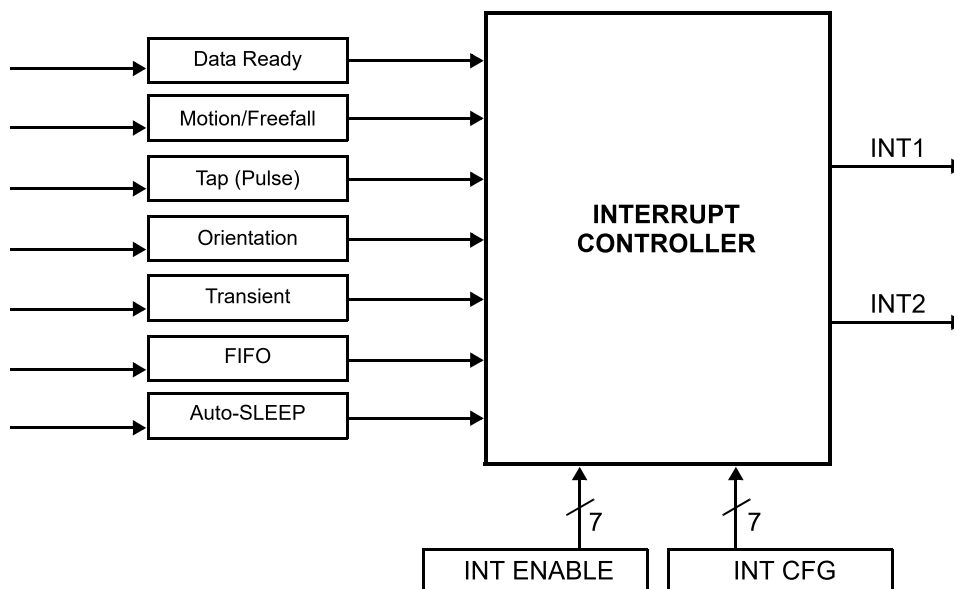 Data Ready
Motion/Freefall
Tap (Pulse)
Orientation
Transient
FIFO
Auto-SLEEP
INTERRUPT
CONTROLLER
INT1
INT2
7
7
INT ENABLE
INT CFG